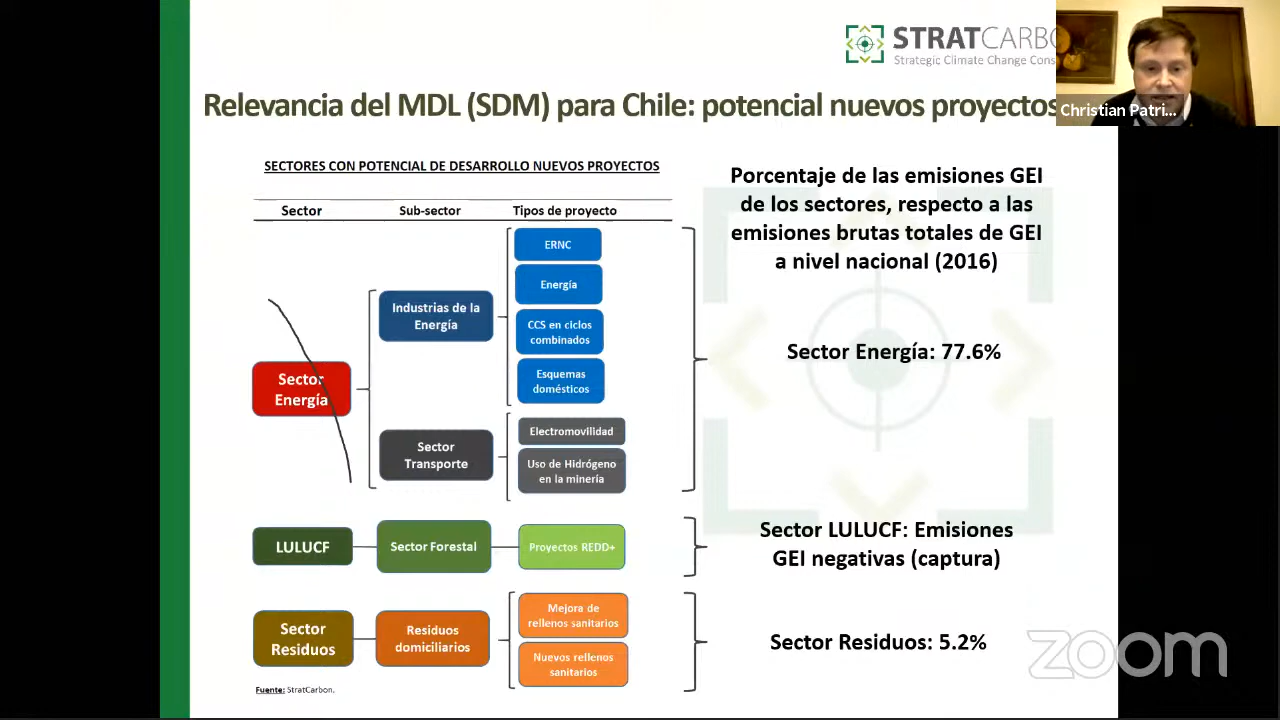 STRATCARBO
Strategic Climate Change Cons
Christian Patri...
Relevancia del MDL (SDM) para Chile: potencial nuevos proyectos
SECTORES CON POTENCIAL DE DESARROLLO NUEVOS PROYECTOS
Sector
Sub-sector
Tipos de proyecto
Sector
Energía
Industrias de la
Energía
ERNC
Energía
CCS en ciclos
combinados
Esquemas
domésticos
Sector
Transporte
Electromovilidad
Uso de Hidrógeno
en la minería
LULUCF
Sector Forestal
Proyectos REDD+
Sector
Residuos
Residuos
domiciliarios
Mejora de
rellenos sanitarios
Nuevos rellenos
sanitarios
Fuente: StratCarbon.
Porcentaje de las emisiones GEI
de los sectores, respecto a las
emisiones brutas totales de GEI
a nivel nacional (2016)
Sector Energía: 77.6%
Sector LULUCF: Emisiones
GEI negativas (captura)
Sector Residuos: 5.2%
zoom